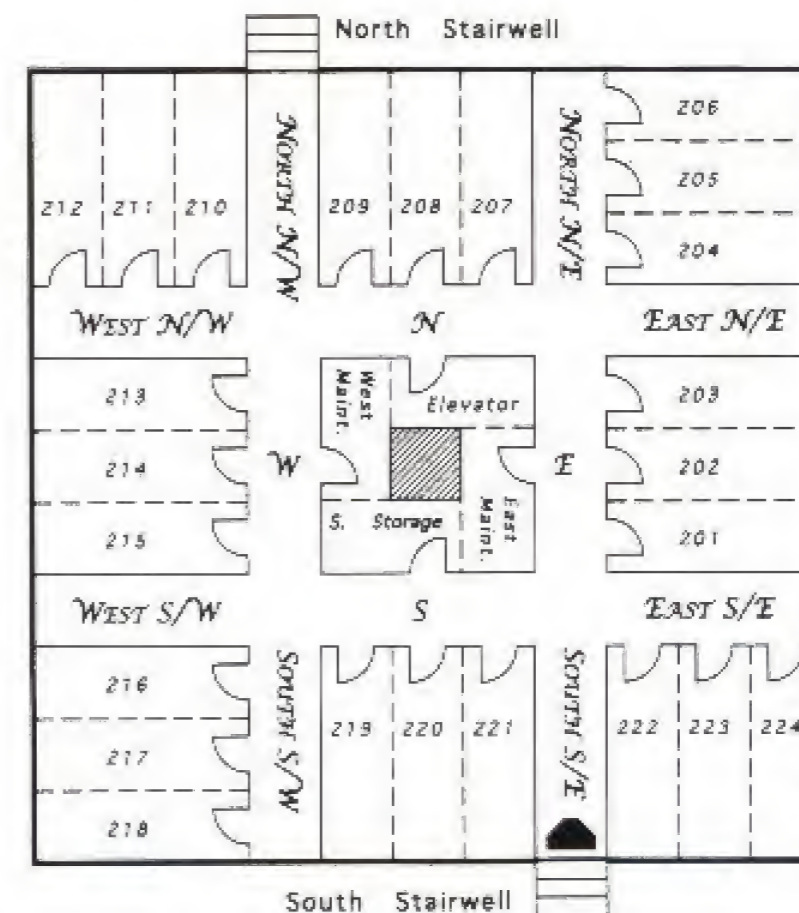 North Stairwell
NORTH N/W
NORTH N/E
206
205
204
212 211 210
209 208 207
WEST N/W
N
EAST N/E
213
214
215
West
Maint.
Elevator
203
202
201
W
E
S. Storage
East
Maint.
WEST S/W
S
EAST S/E
216
217
218
SOUTH S/W
219 220 221
SOUTH S/E
222 223 224
South Stairwell